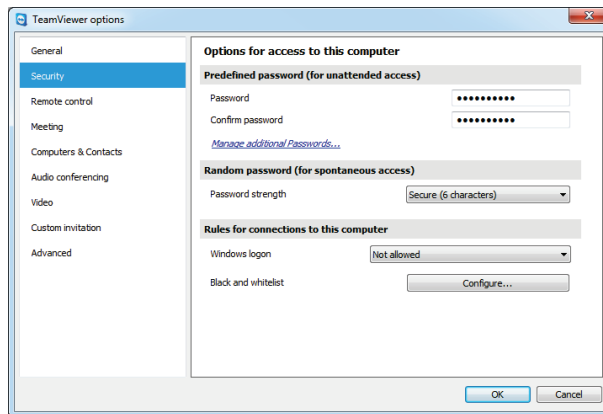 TeamViewer options
General
Security
Remote control
Meeting
Computers & Contacts
Audio conferencing
Video
Custom invitation
Advanced
Options for access to this computer
Predefined password (for unattended access)
Password ●●●●●●●●●●
Confirm password ●●●●●●●●●●
Manage additional Passwords...
Random password (for spontaneous access)
Password strength Secure (6 characters)
Rules for connections to this computer
Windows logon Not allowed
Black and whitelist Configure...
OK Cancel